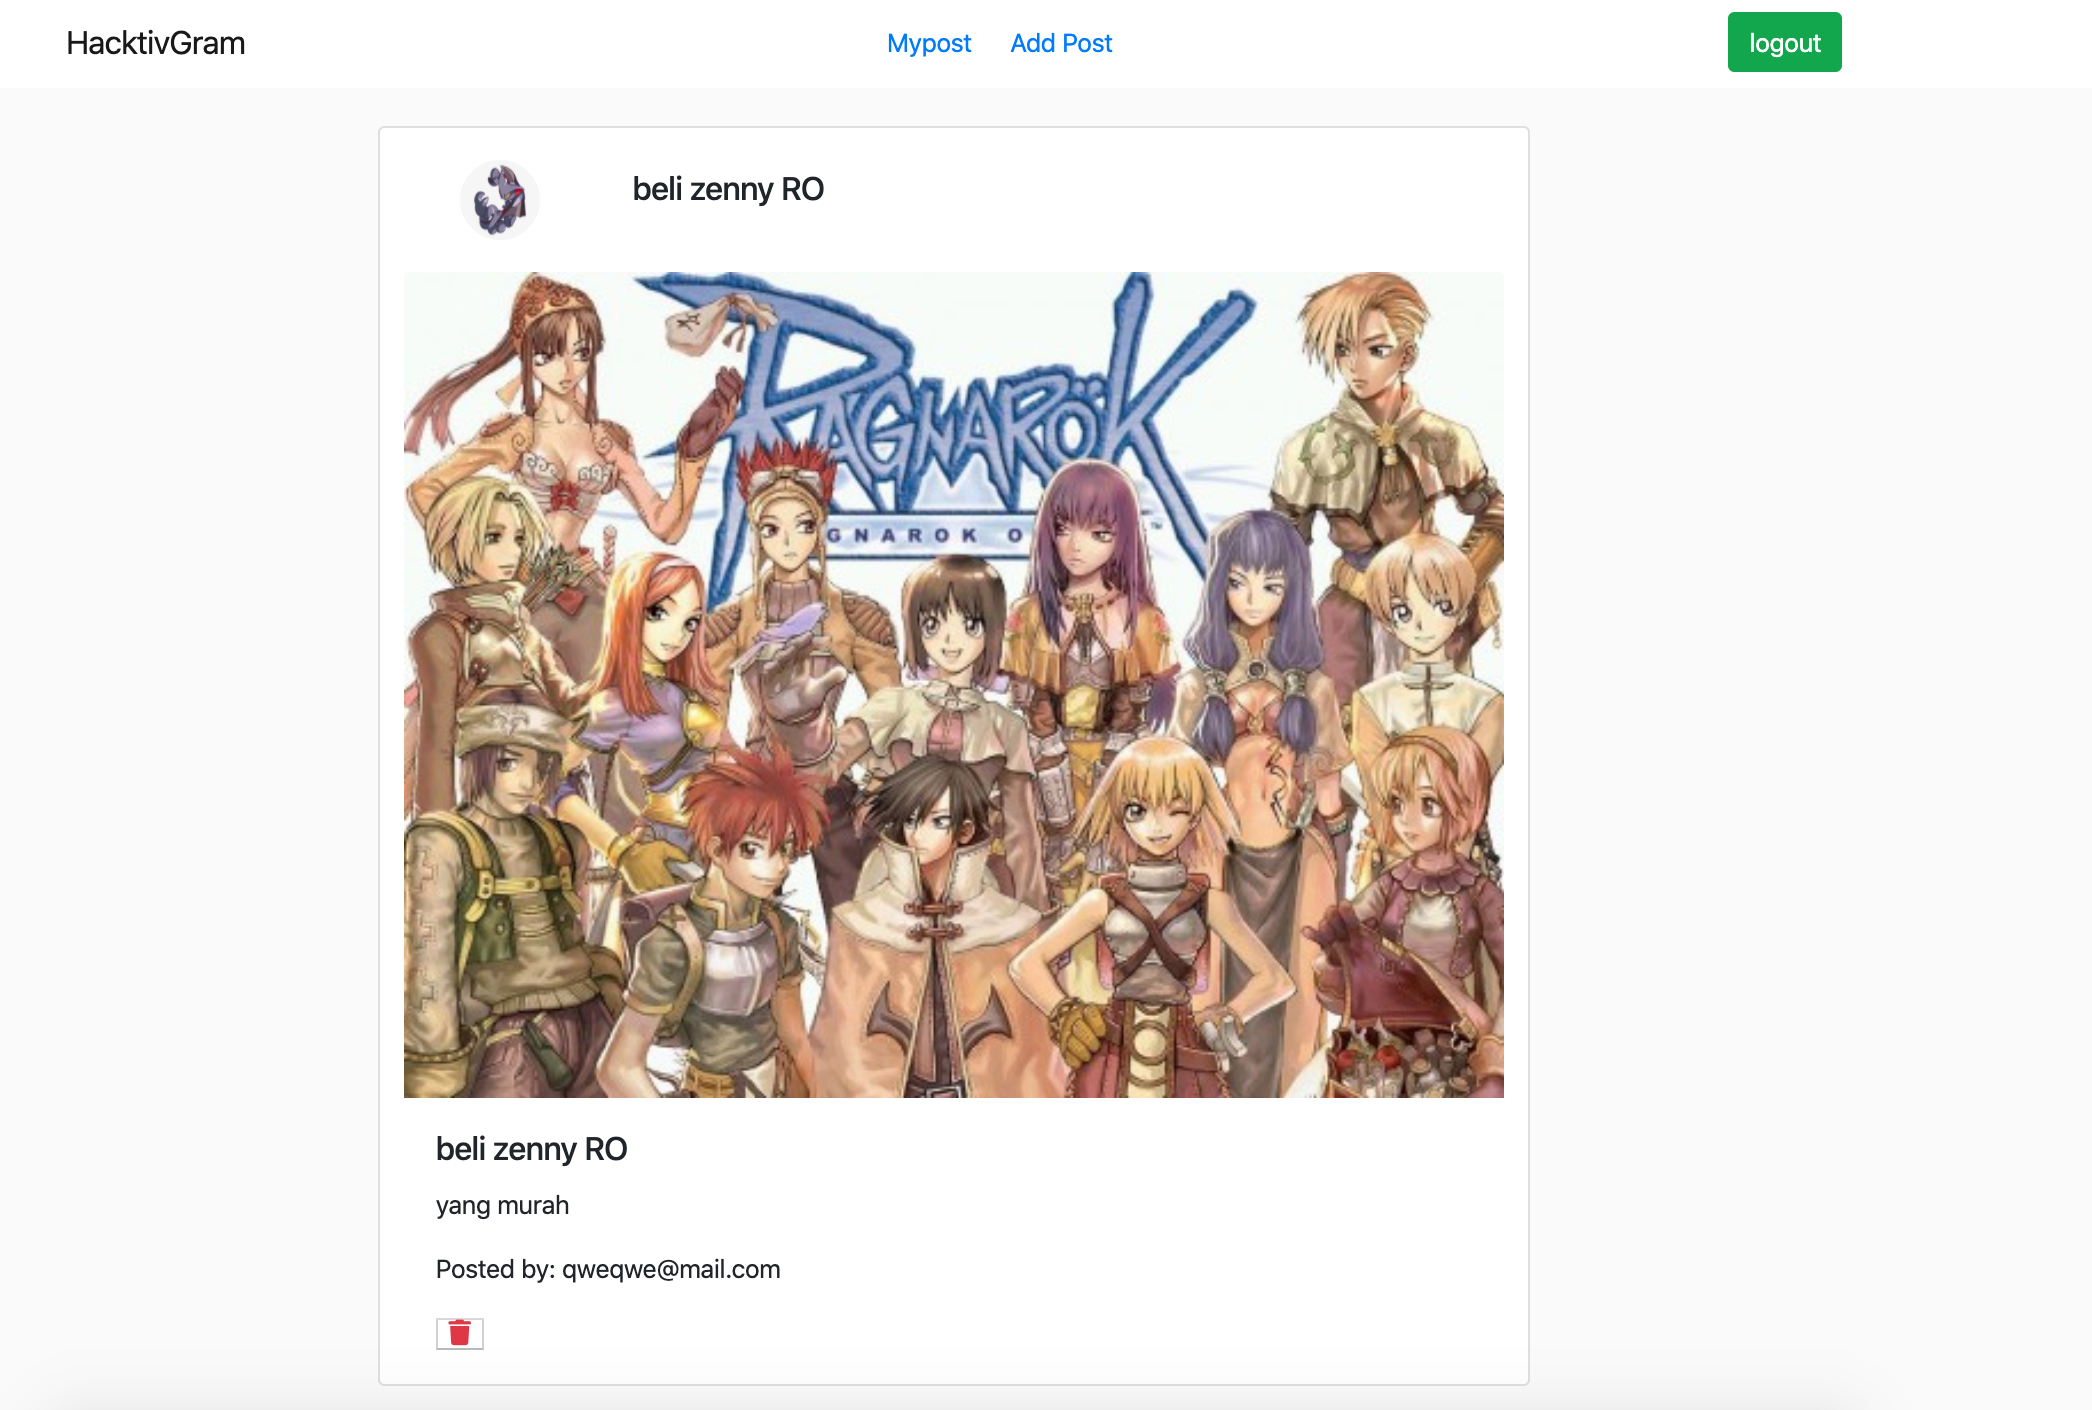 HacktivGram
Mypost Add Post
logout
beli zenny RO
RAGNARÖK
GNAROK O
TM
beli zenny RO
yang murah
Posted by: qweqwe@mail.com